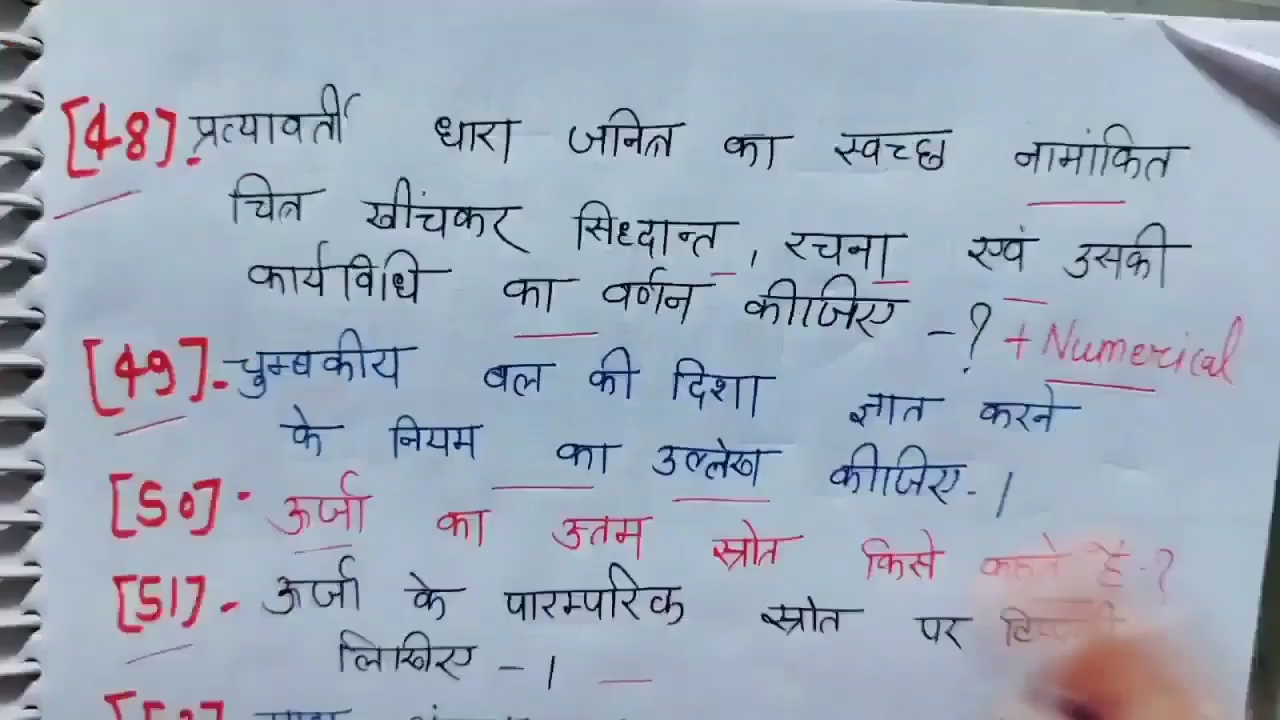 [48]. प्रत्यावर्ती धारा जनित्र का स्वच्छ नामांकित
चित्र खींचकर सिध्दान्त, रचना एवं उसकी
कार्यविधि का वर्णन कीजिए -? + Numerical
[49]. चुम्बकीय बल की दिशा ज्ञात करने
के नियम का उल्लेख कीजिए-।
[50]. ऊर्जा का उत्तम स्रोत किसे कहते हैं-?
[51]. ऊर्जा के पारम्परिक स्रोत पर
लिखिए -।